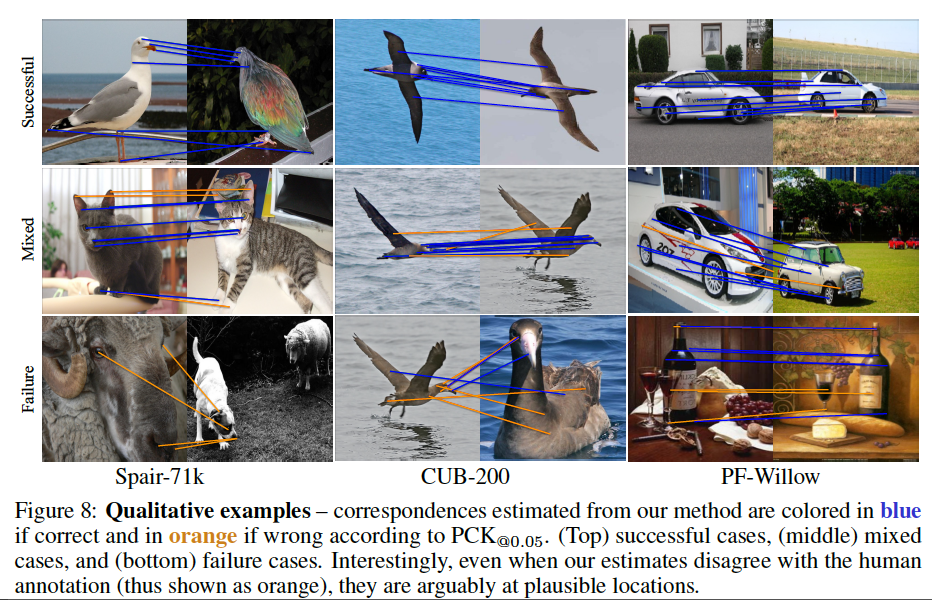 Successful
Mixed
Failure
Spair-71k CUB-200 PF-Willow
Figure 8: Qualitative examples – correspondences estimated from our method are colored in blue
if correct and in orange if wrong according to PCK@0.05. (Top) successful cases, (middle) mixed
cases, and (bottom) failure cases. Interestingly, even when our estimates disagree with the human
annotation (thus shown as orange), they are arguably at plausible locations.